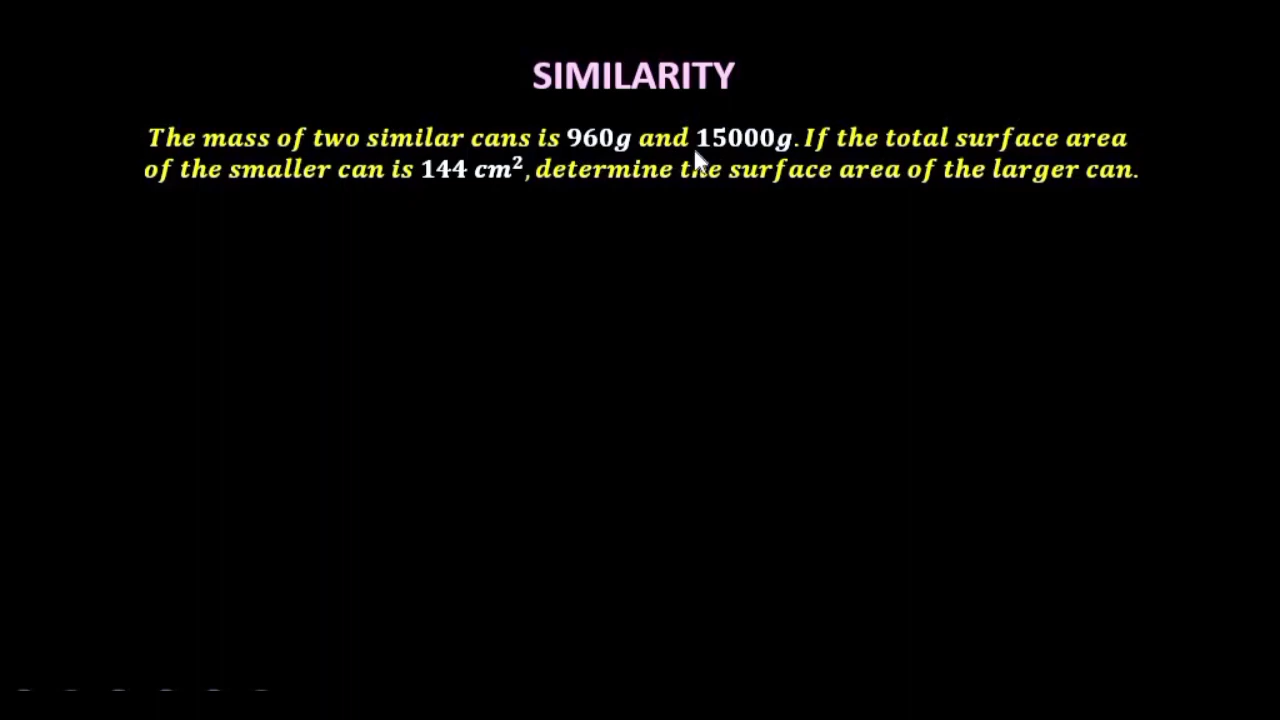 SIMILARITY
The mass of two similar cans is 960g and 15000g. If the total surface area
of the smaller can is 144 cm², determine the surface area of the larger can.